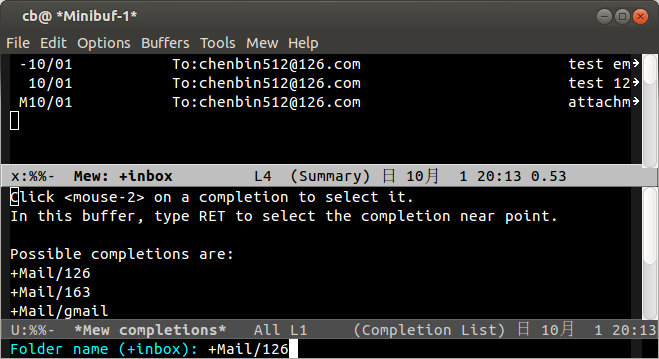 cb@ *Minibuf-1*
File Edit Options Buffers Tools Mew Help
-10/01 To:chenbin512@126.com test em
10/01 To:chenbin512@126.com test 12
M10/01 To:chenbin512@126.com attachm
x:%%- Mew: +inbox L4 (Summary) 日 10月 1 20:13 0.53
Click <mouse-2> on a completion to select it.
In this buffer, type RET to select the completion near point.
Possible completions are:
+Mail/126
+Mail/163
+Mail/gmail
U:%%- *Mew completions* All L1 (Completion List) 日 10月 1 20:13
Folder name (+inbox): +Mail/126